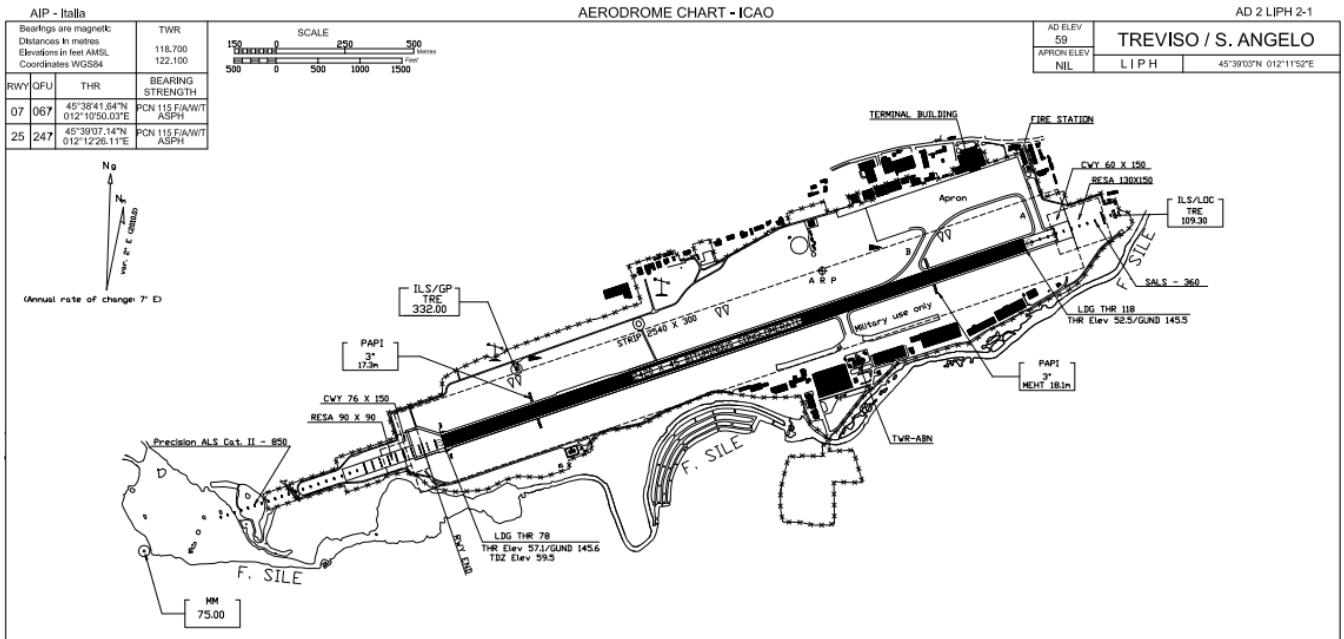 AIP - Italia
AERODROME CHART - ICAO
AD 2 LIPH 2-1
Bearings are magnetic
Distances in metres
Elevations in feet AMSL
Coordinates WGS84
TWR
118.700
122.100
SCALE
150 0 250 500
Metres
Feet
500 0 500 1000 1500
AD ELEV
59
APRON ELEV
NIL
TREVISO / S. ANGELO
LIPH
45°39'03"N 012°11'52"E
RWY QFU THR BEARING STRENGTH
07 067 45°38'41.64"N 012°10'50.03"E PCN 115 F/A/W/T ASPH
25 247 45°39'07.14"N 012°12'26.11"E PCN 115 F/A/W/T ASPH
Ng
Nm
var. 2° E (2010.0)
(Annual rate of change: 7' E)
TERMINAL BUILDING
FIRE STATION
CWY 60 X 150
RESA 130X150
ILS/LOC
TRE
109.30
Apron
A
B
A R P
F. SILE
SALS - 360
LDG THR 118
THR Elev 52.5/GUND 145.5
ILS/GP
TRE
332.00
STRIP 2540 X 300
Military use only
PAPI
3°
17.3m
PAPI
3°
MEHT 18.1m
CWY 76 X 150
RESA 90 X 90
Precision ALS Cat. II - 850
TWR-ABN
F. SILE
LDG THR 78
THR Elev 57.1/GUND 145.6
TDZ Elev 59.5
RWY END
F. SILE
MM
75.00